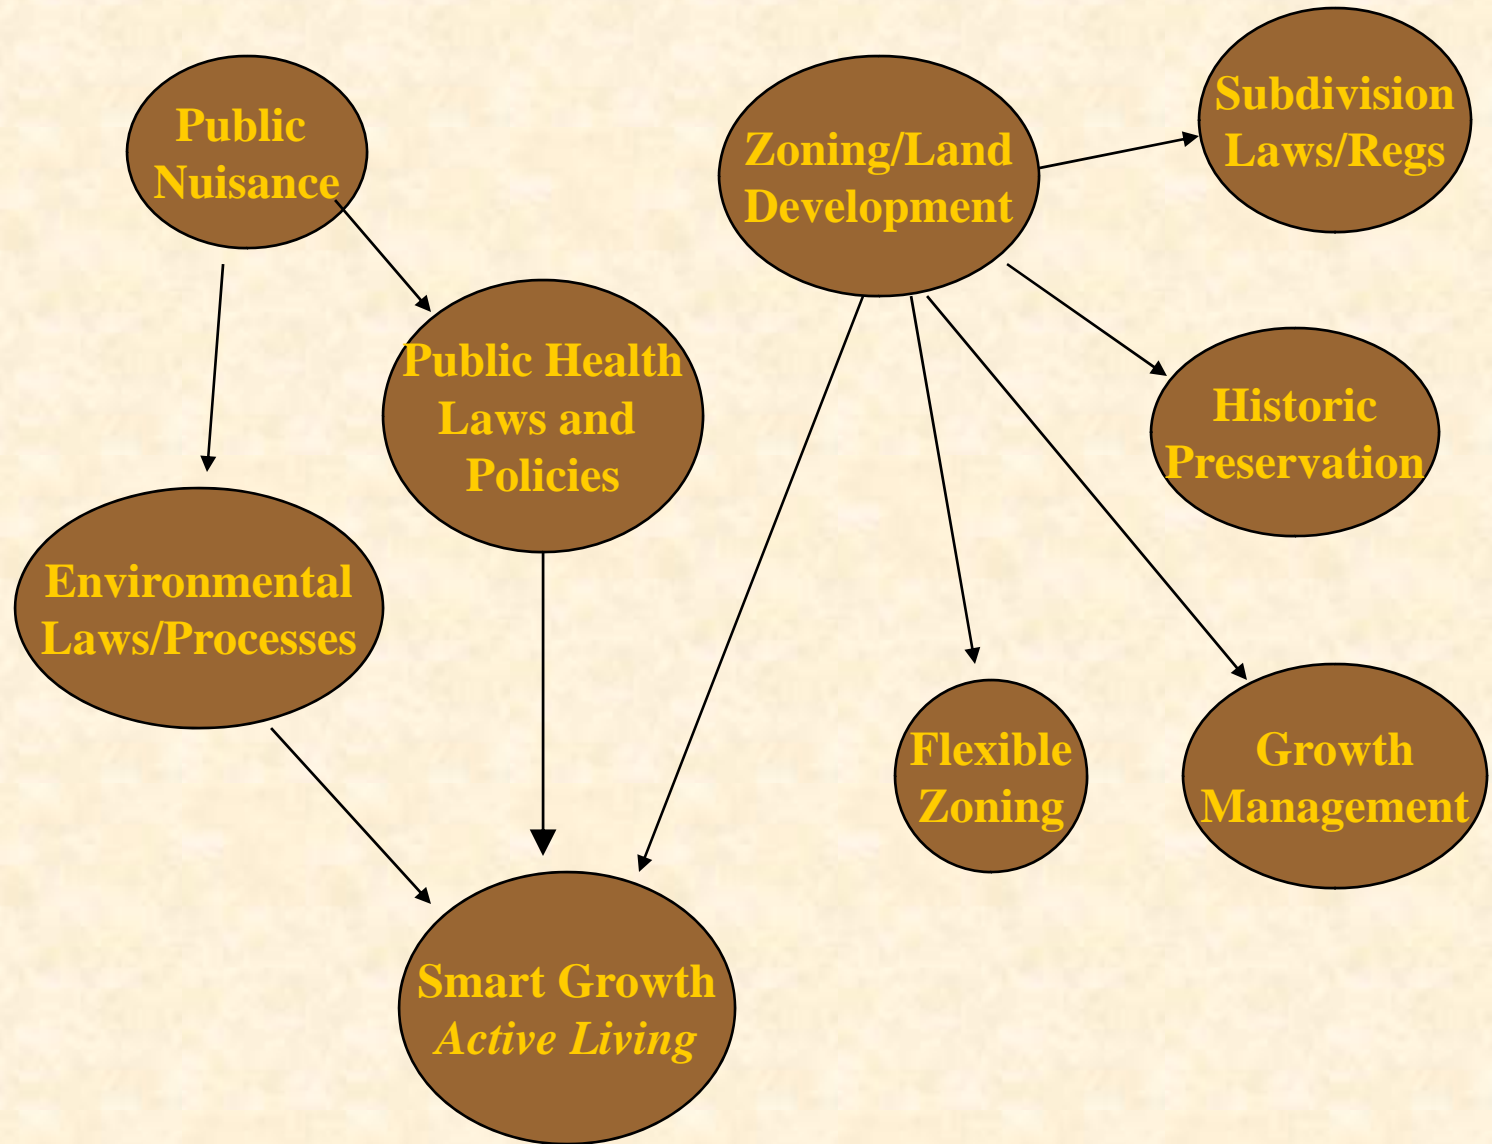 Public
Nuisance
Zoning/Land
Development
Subdivision
Laws/Regs
Public Health
Laws and
Policies
Historic
Preservation
Environmental
Laws/Processes
Flexible
Zoning
Growth
Management
Smart Growth
Active Living